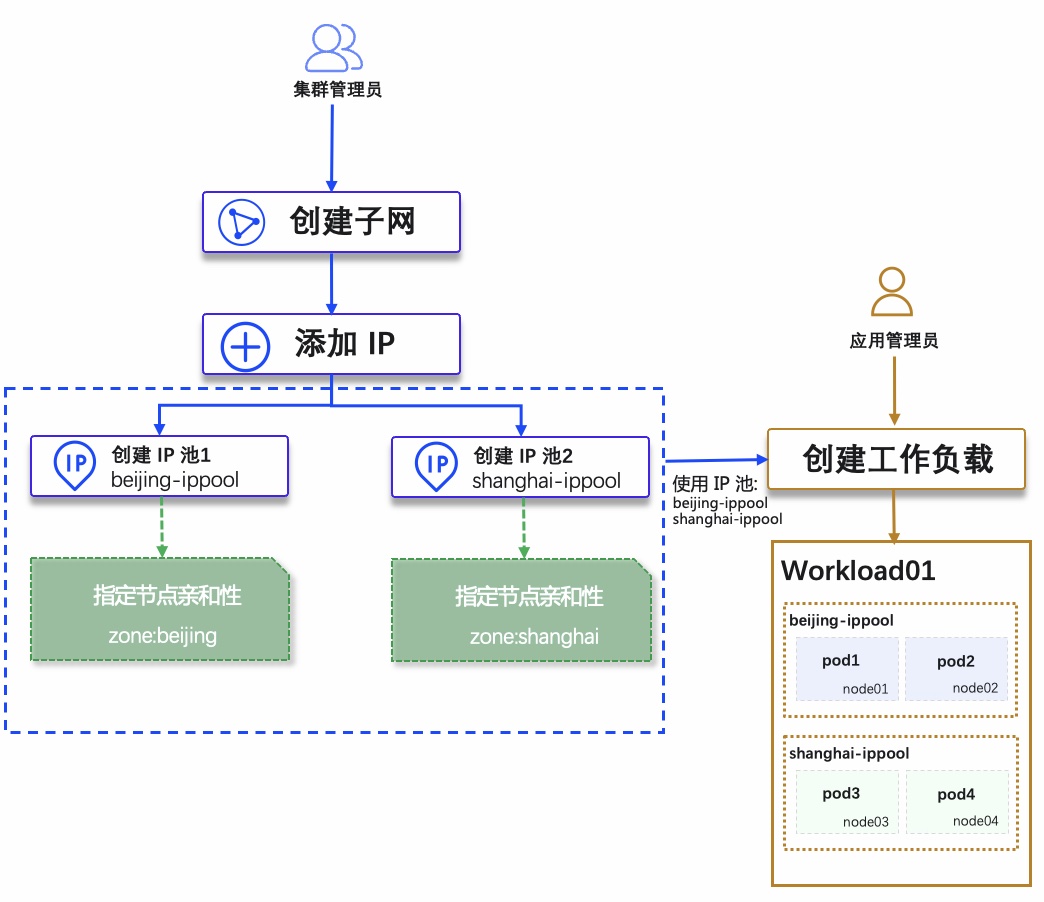 集群管理员
创建子网
添加 IP
IP
创建 IP 池1
beijing-ippool
IP
创建 IP 池2
shanghai-ippool
指定节点亲和性
zone:beijing
指定节点亲和性
zone:shanghai
使用 IP 池:
beijing-ippool
shanghai-ippool
应用管理员
创建工作负载
Workload01
beijing-ippool
pod1
node01
pod2
node02
shanghai-ippool
pod3
node03
pod4
node04